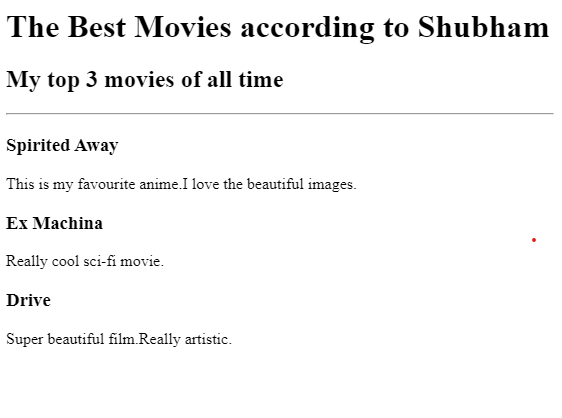 The Best Movies according to Shubham
My top 3 movies of all time
Spirited Away
This is my favourite anime.I love the beautiful images.
Ex Machina
Really cool sci-fi movie.
Drive
Super beautiful film.Really artistic.